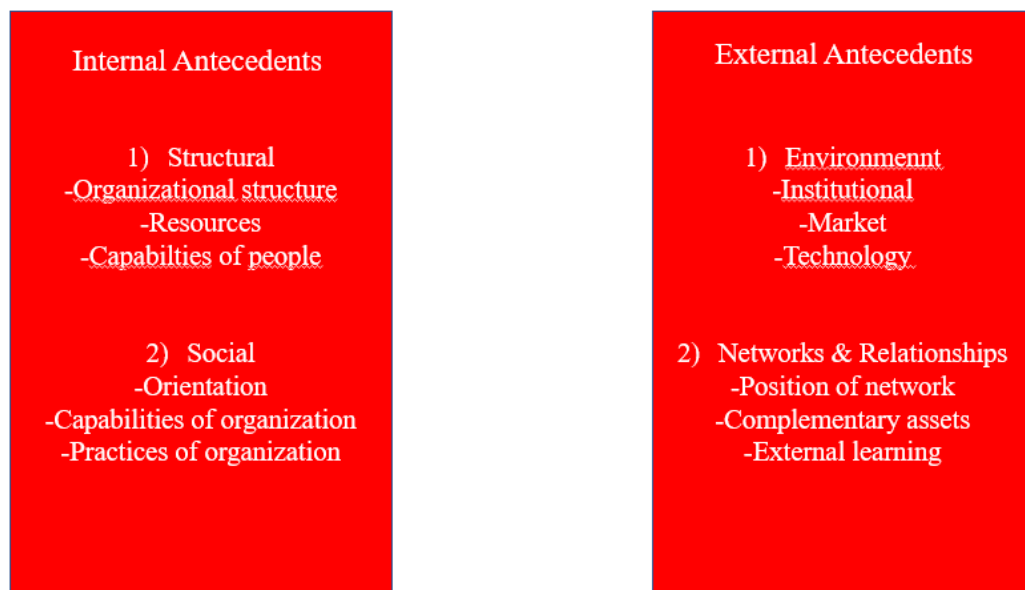 Internal Antecedents
1) Structural
-Organizational structure
-Resources
-Capabilties of people
2) Social
-Orientation
-Capabilities of organization
-Practices of organization
External Antecedents
1) Environmennt
-Institutional
-Market
-Technology
2) Networks & Relationships
-Position of network
-Complementary assets
-External learning